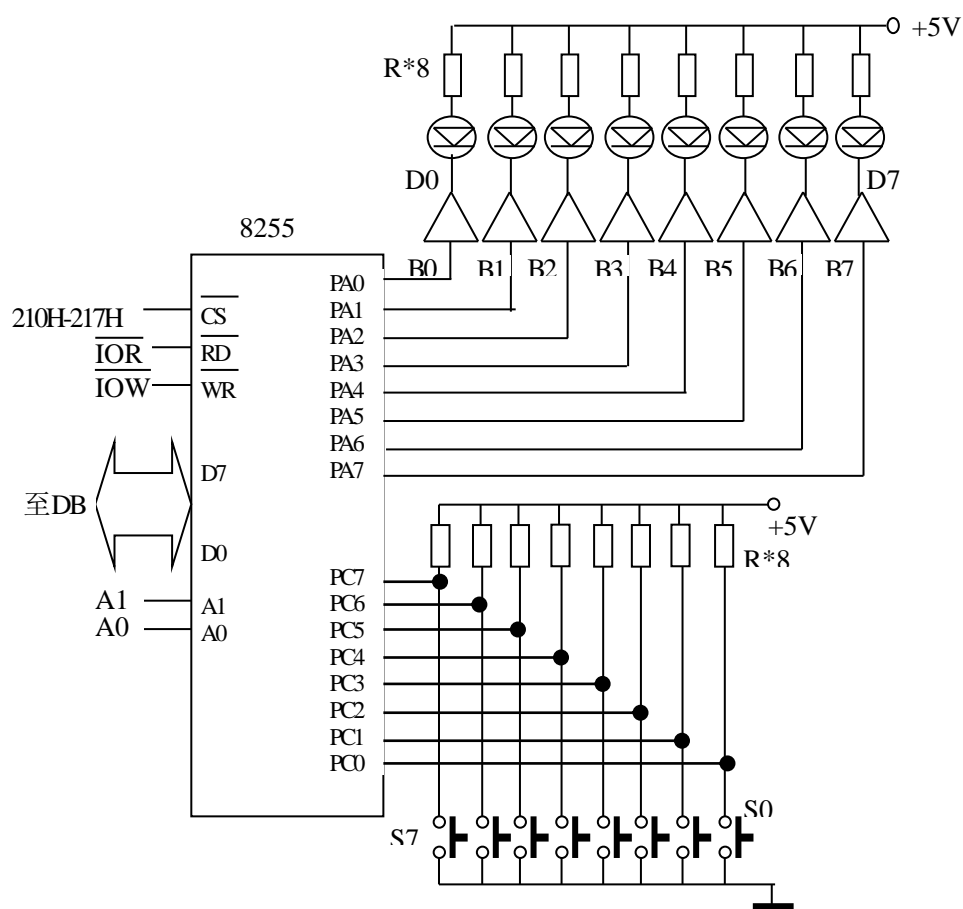 +5V
R*8
D0
D7
8255
B0
B1
B2
B3
B4
B5
B6
B7
PA0
210H-217H
CS
PA1
PA2
IOR
RD
PA3
IOW
WR
PA4
PA5
PA6
D7
PA7
至DB
+5V
D0
R*8
PC7
A1
A1
PC6
A0
A0
PC5
PC4
PC3
PC2
PC1
PC0
S7
S0